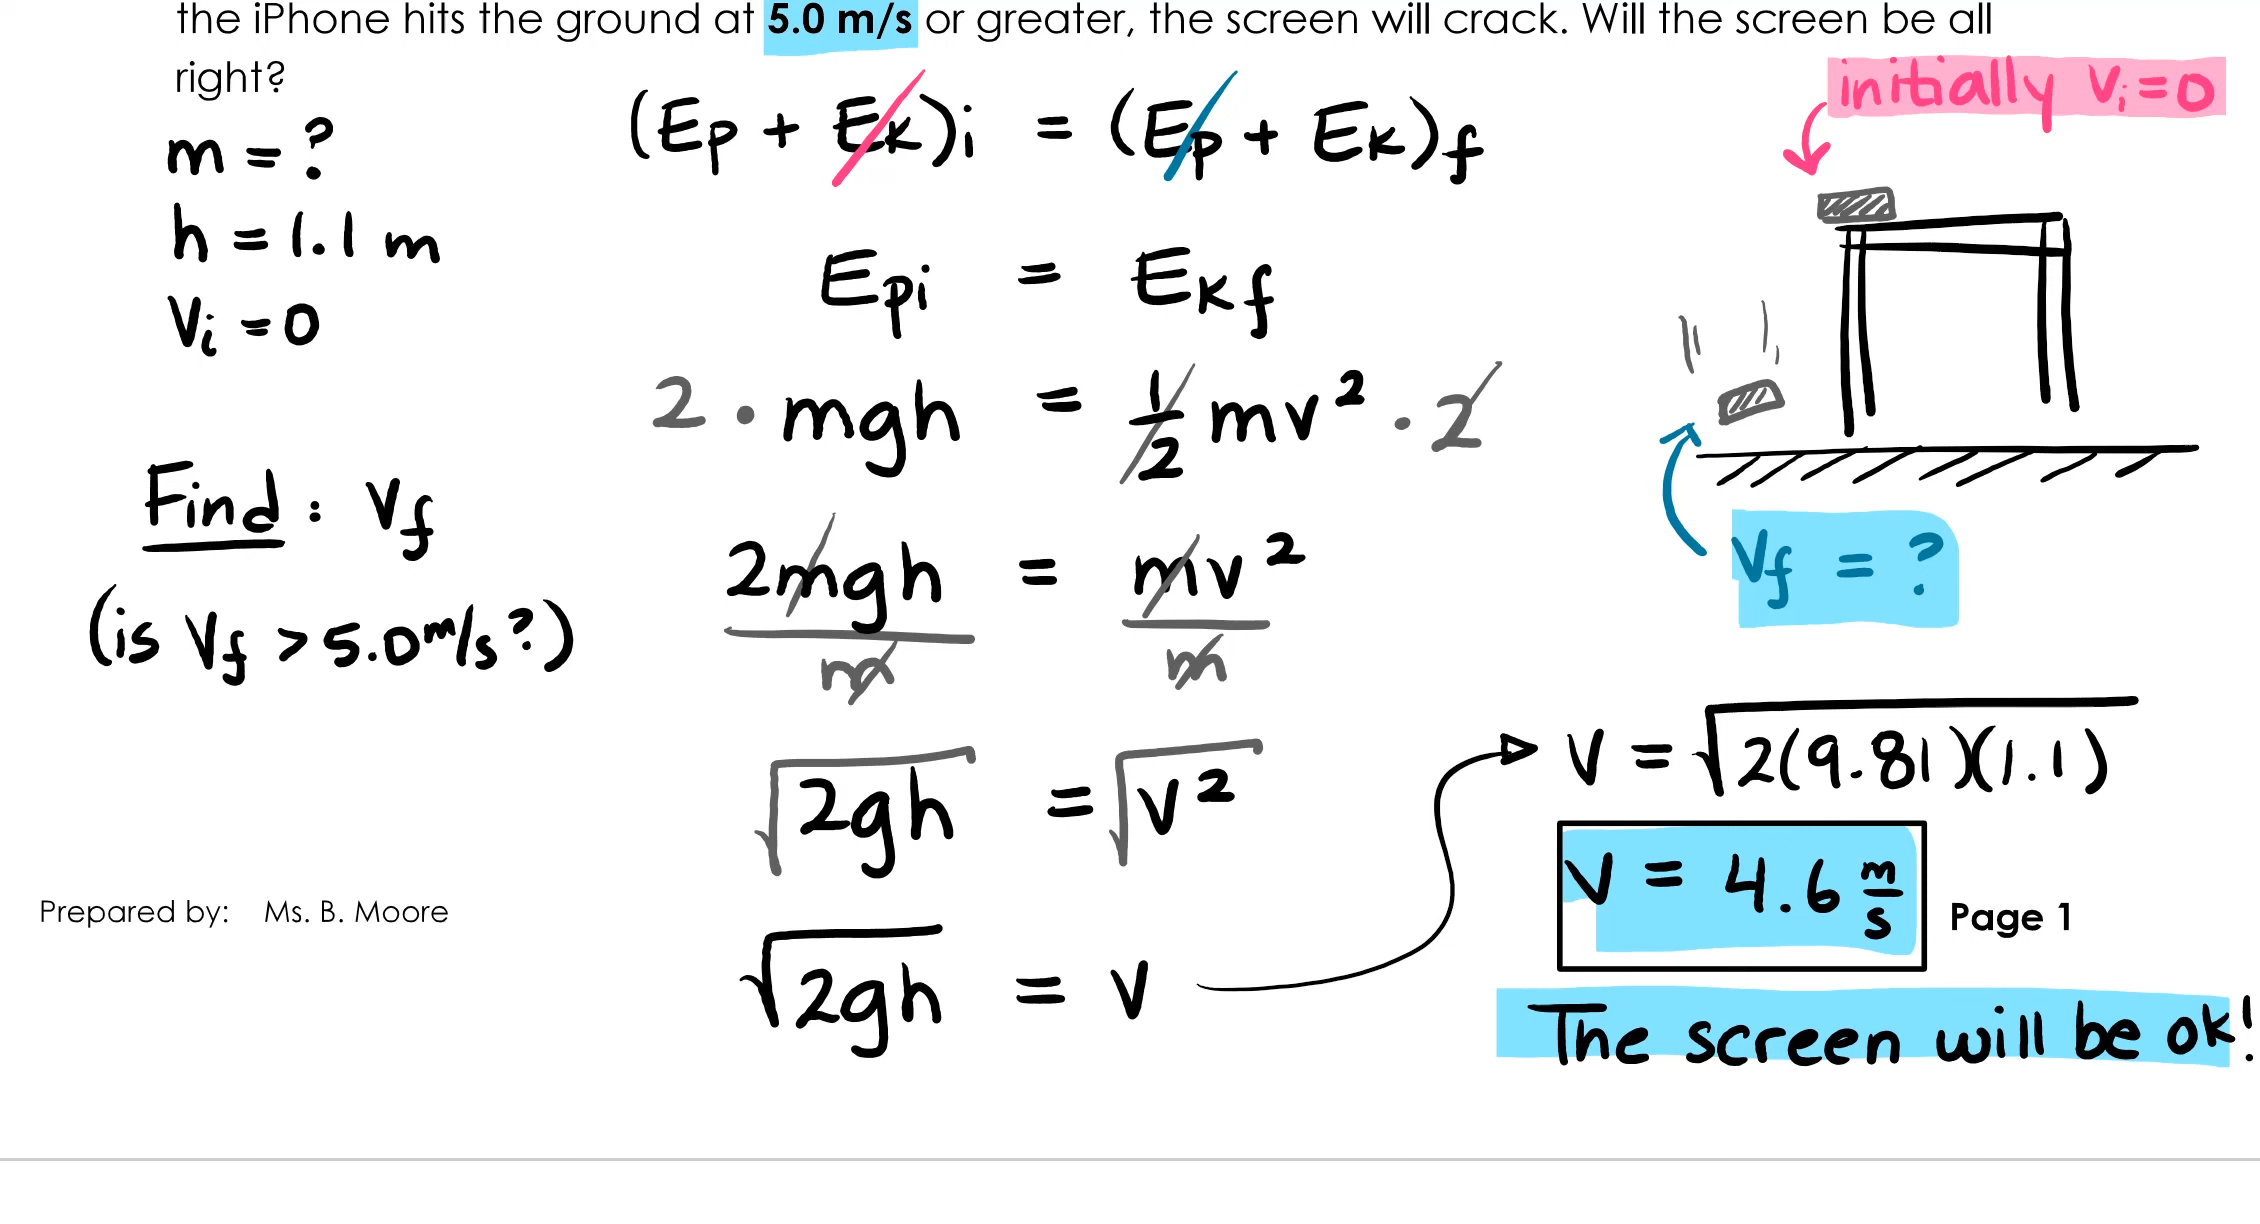 the iPhone hits the ground at 5.0 m/s or greater, the screen will crack. Will the screen be all
right?
initially Vi = 0
m = ?
h = 1.1 m
Vi = 0
Find : Vf
(is Vf > 5.0 m/s ?)
(Ep + Ek)i = (Ep + Ek)f
Epi = Ekf
2 · mgh = 1/2 mv² · 2
2mgh/m = mv²/m
√2gh = √v²
√2gh = v
Vf = ?
v = √2(9.81)(1.1)
v = 4.6 m/s
The screen will be ok!
Prepared by: Ms. B. Moore
Page 1